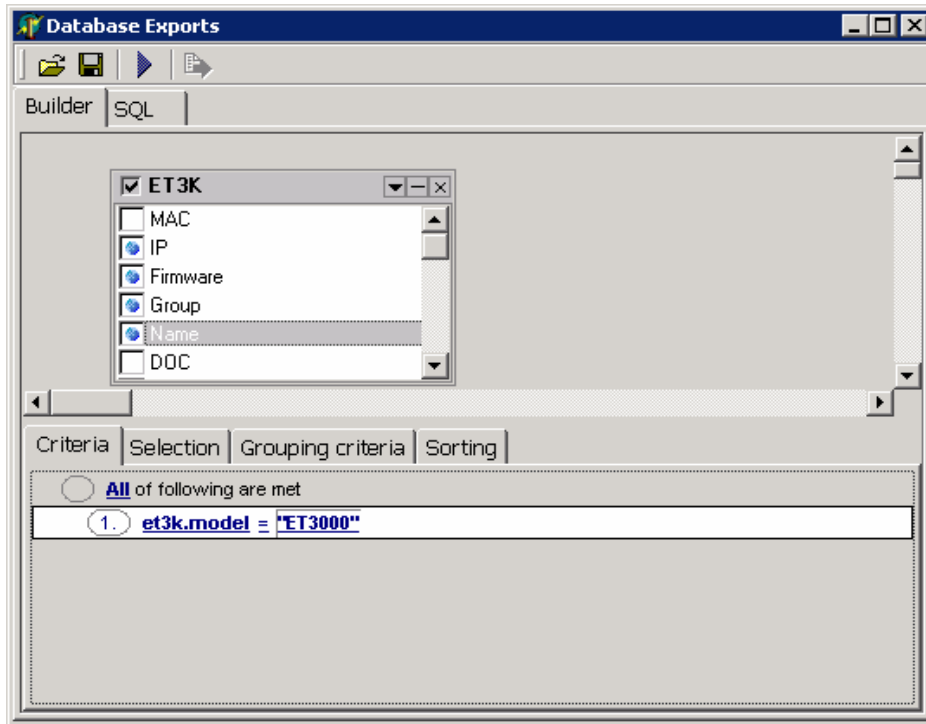 Database Exports
Builder SQL
ET3K
MAC
IP
Firmware
Group
Name
DOC
Criteria Selection Grouping criteria Sorting
All of following are met
1. et3k.model = "ET3000"